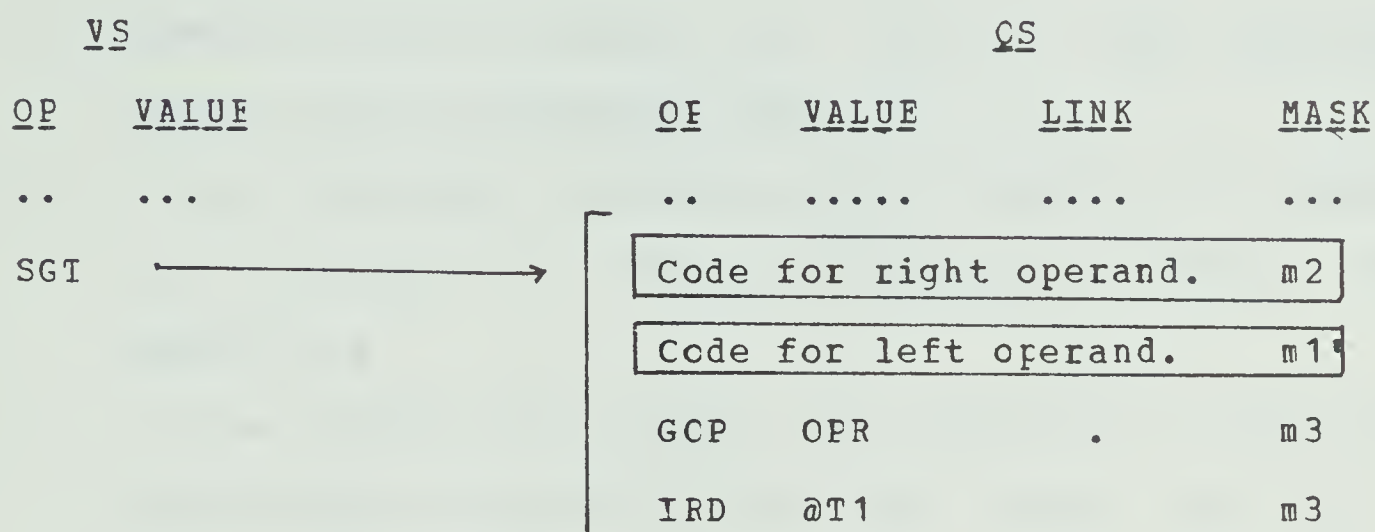 VS CS
OP VALUE OP VALUE LINK MASK
.. ... .. ..... .... ...
SGT Code for right operand. m2
Code for left operand. m1
GCP OPR . m3
IRD @T1 m3